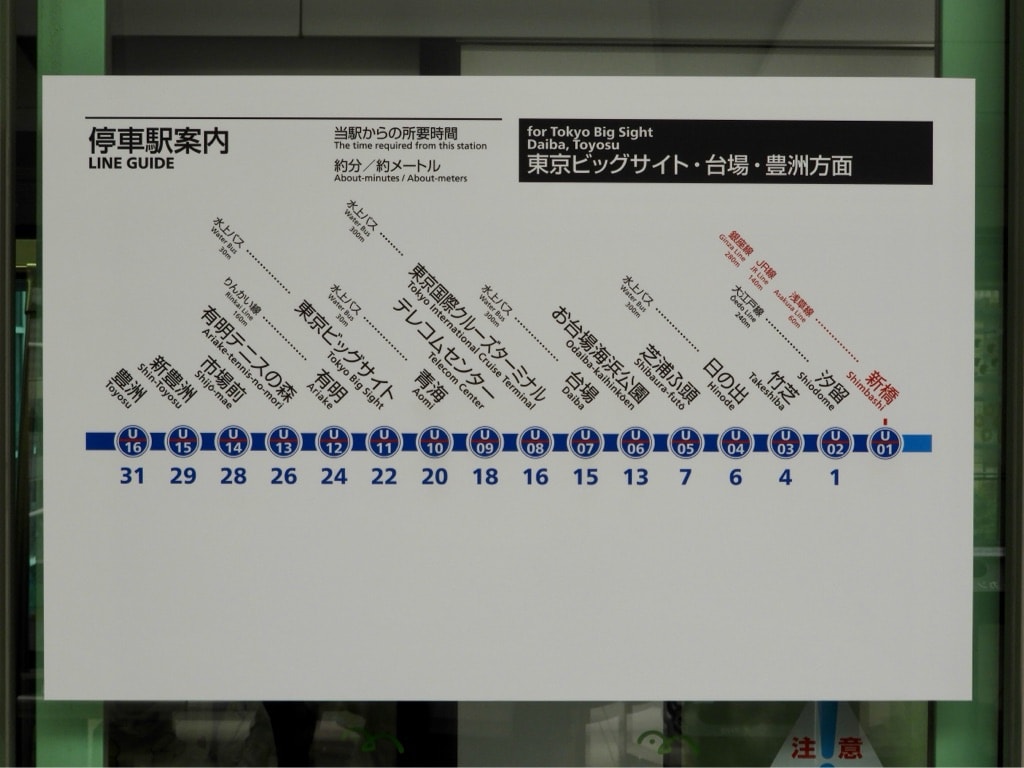 停車駅案内
LINE GUIDE
当駅からの所要時間
The time required from this station
約分／約メートル
About-minutes / About-meters
for Tokyo Big Sight
Daiba, Toyosu
東京ビッグサイト・台場・豊洲方面
豊洲
Toyosu
新豊洲
Shin-Toyosu
市場前
Shijō-mae
有明テニスの森
Ariake-tennis-no-mori
りんかい線
Rinkai Line
160m
有明
Ariake
水上バス
Water Bus
30m
東京ビッグサイト
Tokyo Big Sight
水上バス
Water Bus
30m
青海
Aomi
テレコムセンター
Telecom Center
水上バス
Water Bus
300m
東京国際クルーズターミナル
Tokyo International Cruise Terminal
水上バス
Water Bus
300m
台場
Daiba
お台場海浜公園
Odaiba-kaihinkōen
芝浦ふ頭
Shibaura-futō
水上バス
Water Bus
300m
日の出
Hinode
竹芝
Takeshiba
大江戸線
Ōedo Line
240m
汐留
Shiodome
銀座線
Ginza Line
280m
JR線
JR Line
140m
浅草線
Asakusa Line
60m
新橋
Shimbashi
U 16
U 15
U 14
U 13
U 12
U 11
U 10
U 09
U 08
U 07
U 06
U 05
U 04
U 03
U 02
U 01
31 29 28 26 24 22 20 18 16 15 13 7 6 4 1
注 意